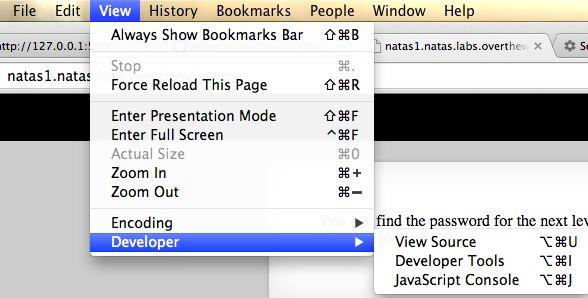 File Edit View History Bookmarks People Window Help
http://127.0.0.1:5
natas1.natas.labs.overthew
natas1.nata
Always Show Bookmarks Bar ⇧⌘B
Stop ⌘.
Force Reload This Page ⇧⌘R
Enter Presentation Mode ⇧⌘F
Enter Full Screen ^⌘F
Actual Size ⌘0
Zoom In ⌘+
Zoom Out ⌘−
Encoding ▶
Developer ▶
find the password for the next lev
View Source ⌥⌘U
Developer Tools ⌥⌘I
JavaScript Console ⌥⌘J